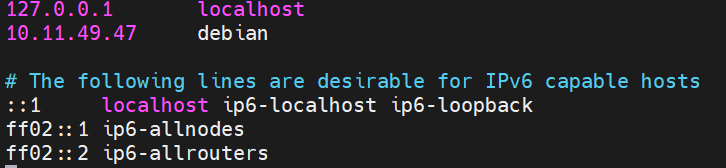 127.0.0.1 localhost
10.11.49.47 debian
# The following lines are desirable for IPv6 capable hosts
::1 localhost ip6-localhost ip6-loopback
ff02::1 ip6-allnodes
ff02::2 ip6-allrouters